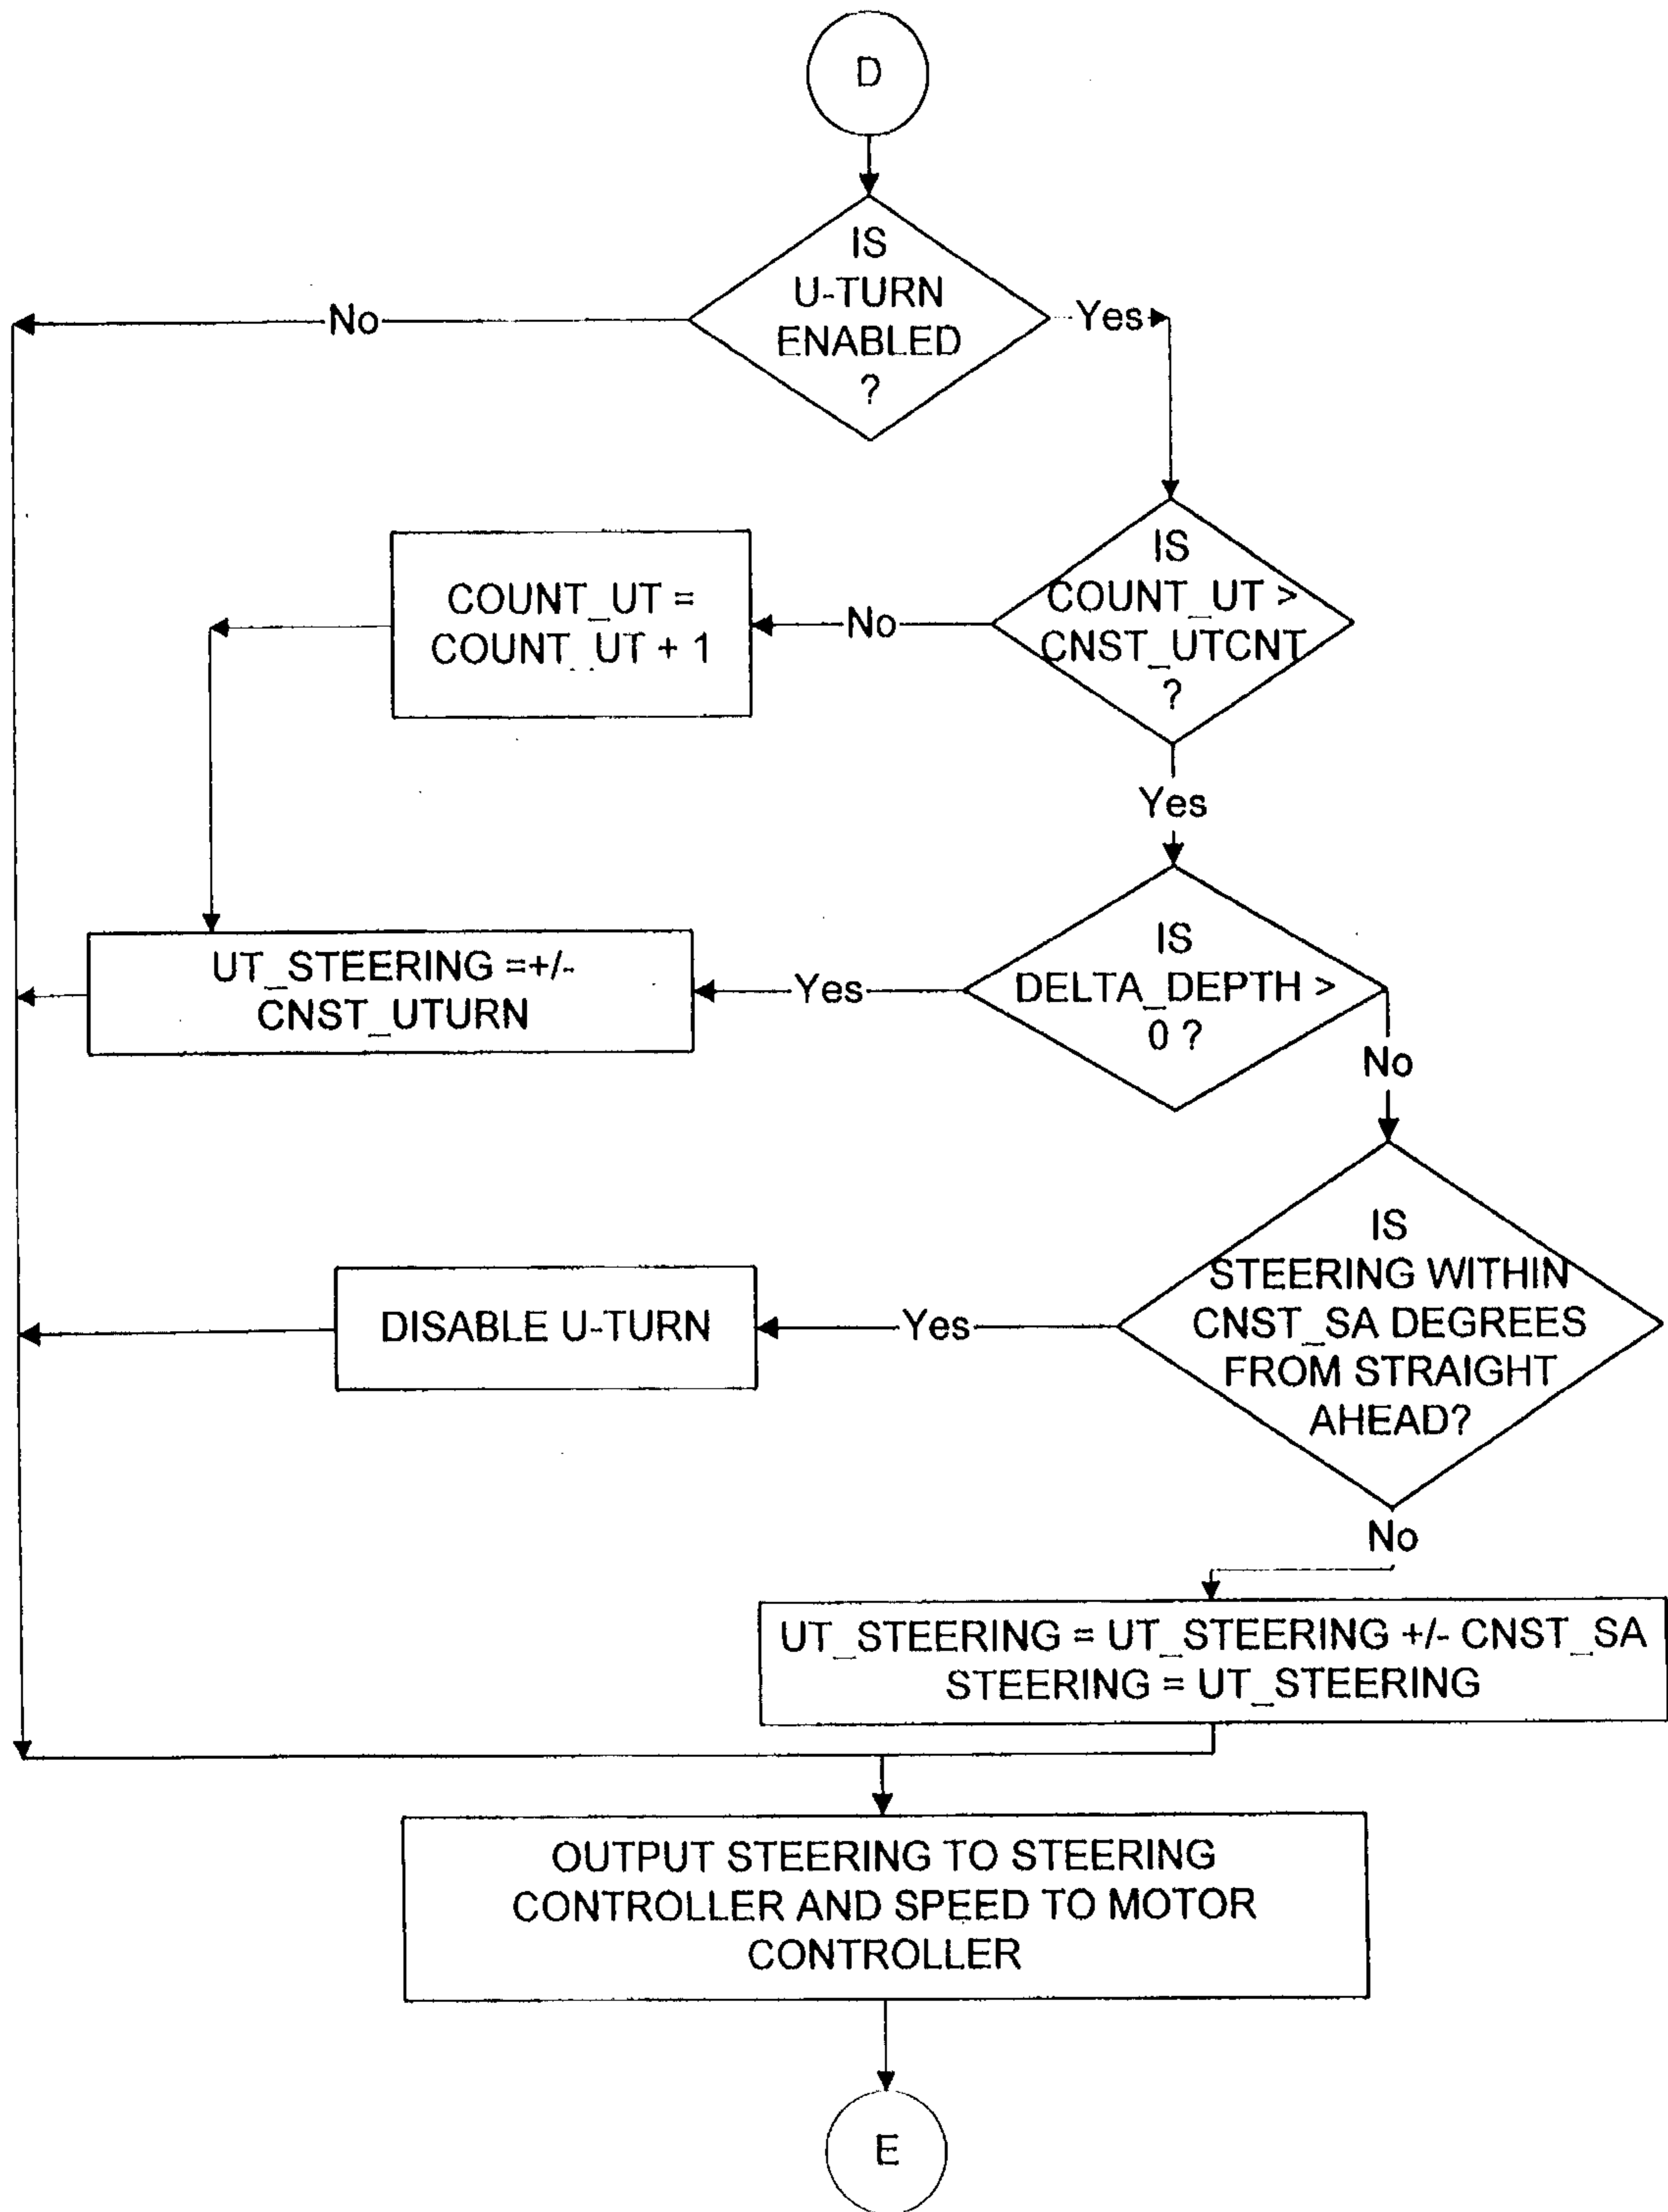 D
IS
U-TURN
ENABLED
?
No
Yes
IS
COUNT_UT >
CNST_UTCNT
?
No
COUNT_UT =
COUNT_UT + 1
Yes
IS
DELTA_DEPTH >
0 ?
Yes
UT_STEERING =+/-
CNST_UTURN
No
IS
STEERING WITHIN
CNST_SA DEGREES
FROM STRAIGHT
AHEAD?
Yes
DISABLE U-TURN
No
UT_STEERING = UT_STEERING +/- CNST_SA
STEERING = UT_STEERING
OUTPUT STEERING TO STEERING
CONTROLLER AND SPEED TO MOTOR
CONTROLLER
E